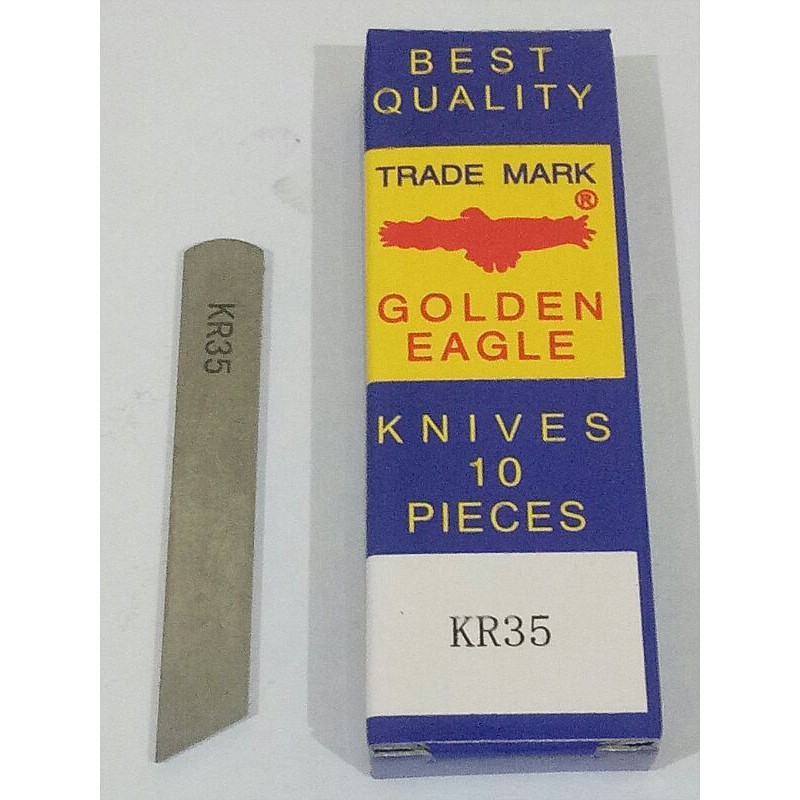 BEST
QUALITY
TRADE MARK
®
GOLDEN
EAGLE
KNIVES
10
PIECES
KR35
KR35